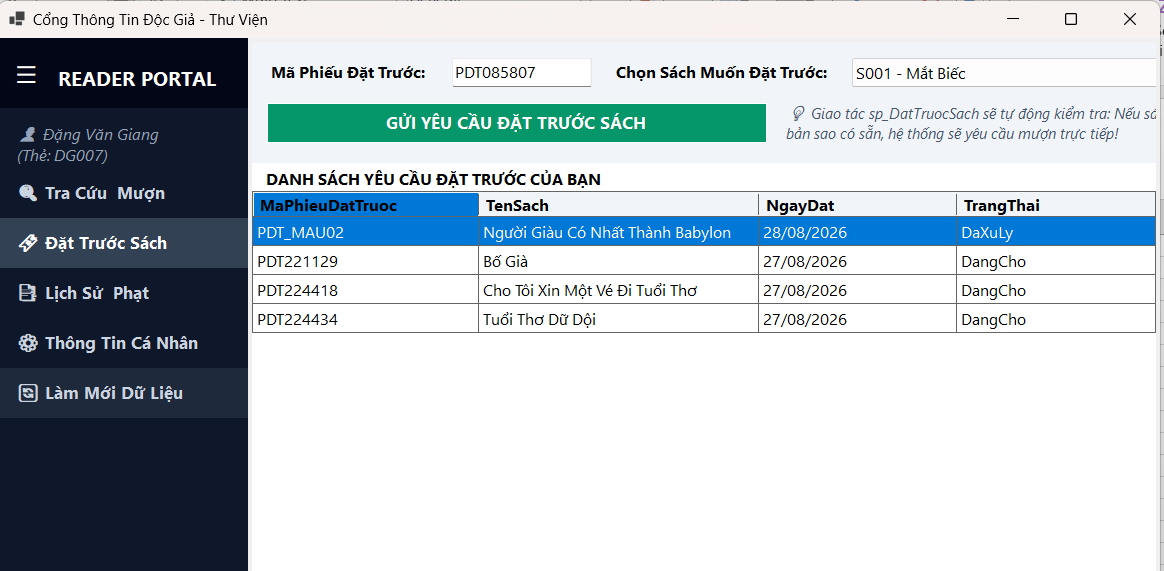 Cổng Thông Tin Độc Giả - Thư Viện
READER PORTAL
Đặng Văn Giang
(Thẻ: DG007)
Tra Cứu Mượn
Đặt Trước Sách
Lịch Sử Phạt
Thông Tin Cá Nhân
Làm Mới Dữ Liệu
Mã Phiếu Đặt Trước: PDT085807 Chọn Sách Muốn Đặt Trước: S001 - Mắt Biếc
GỬI YÊU CẦU ĐẶT TRƯỚC SÁCH
Giao tác sp_DatTruocSach sẽ tự động kiểm tra: Nếu
bản sao có sẵn, hệ thống sẽ yêu cầu mượn trực tiếp!
DANH SÁCH YÊU CẦU ĐẶT TRƯỚC CỦA BẠN
MaPhieuDatTruoc TenSach NgayDat TrangThai
PDT_MAU02 Người Giàu Có Nhất Thành Babylon 28/08/2026 DaXuLy
PDT221129 Bố Già 27/08/2026 DangCho
PDT224418 Cho Tôi Xin Một Vé Đi Tuổi Thơ 27/08/2026 DangCho
PDT224434 Tuổi Thơ Dữ Dội 27/08/2026 DangCho